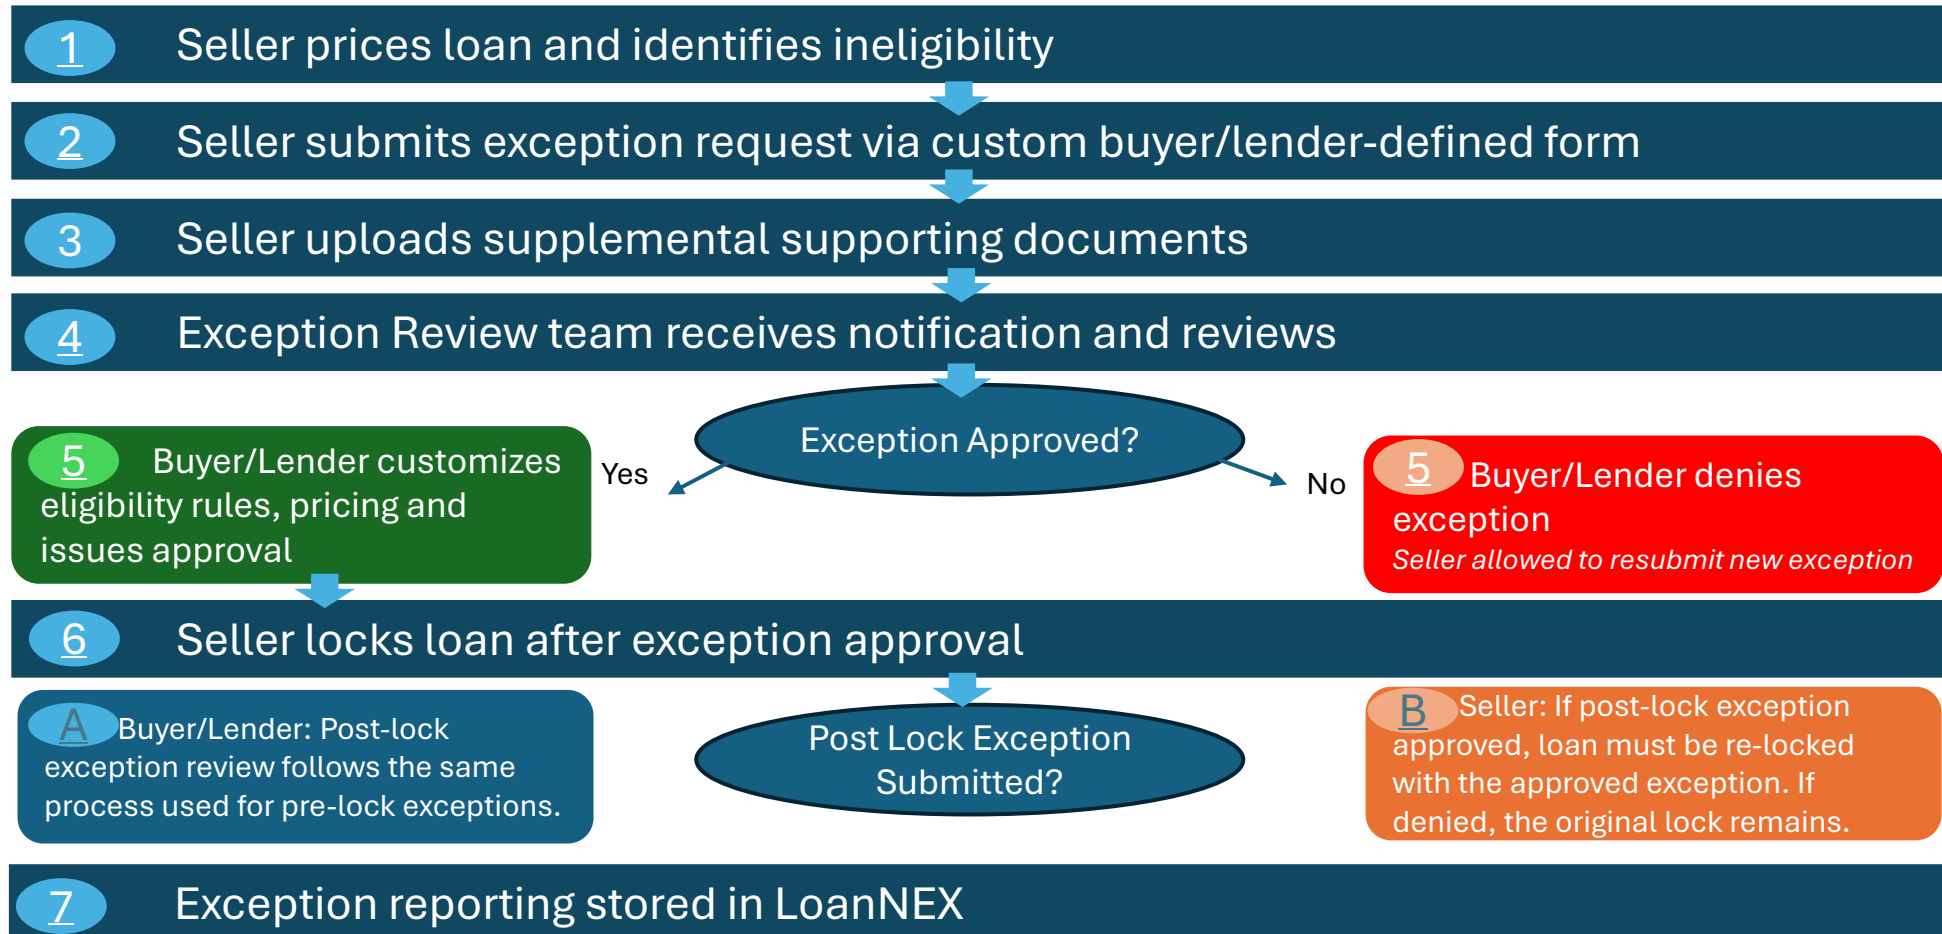 1 Seller prices loan and identifies ineligibility
2 Seller submits exception request via custom buyer/lender-defined form
3 Seller uploads supplemental supporting documents
4 Exception Review team receives notification and reviews
Exception Approved?
Yes
No
5 Buyer/Lender customizes
eligibility rules, pricing and
issues approval
5 Buyer/Lender denies
exception
Seller allowed to resubmit new exception
6 Seller locks loan after exception approval
A Buyer/Lender: Post-lock
exception review follows the same
process used for pre-lock exceptions.
Post Lock Exception
Submitted?
B Seller: If post-lock exception
approved, loan must be re-locked
with the approved exception. If
denied, the original lock remains.
7 Exception reporting stored in LoanNEX